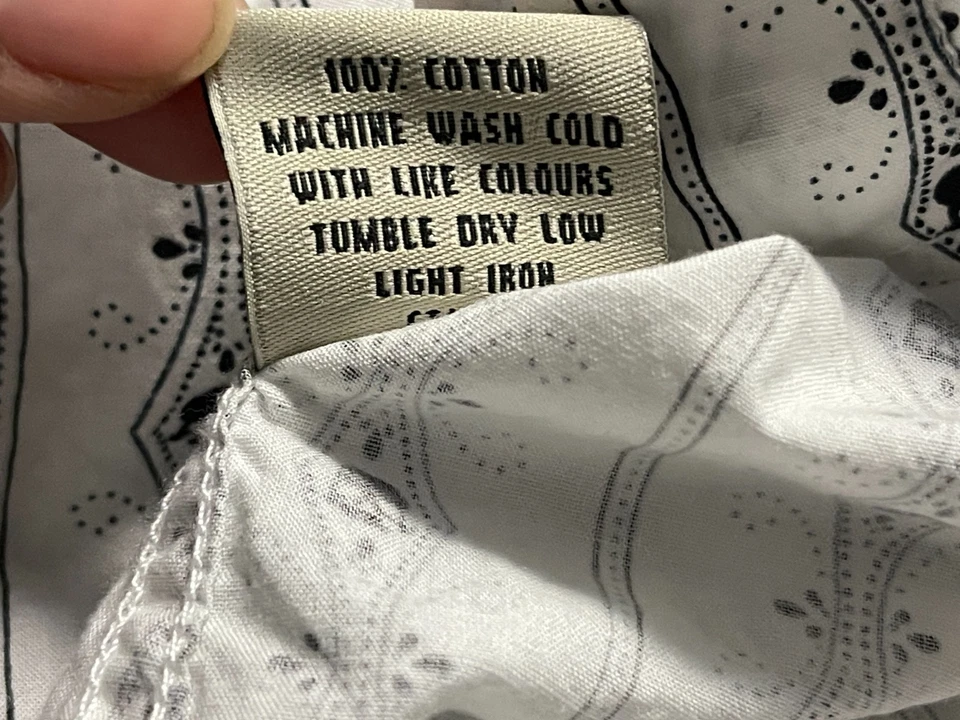 100% COTTON
MACHINE WASH COLD
WITH LIKE COLOURS
TUMBLE DRY LOW
LIGHT IRON